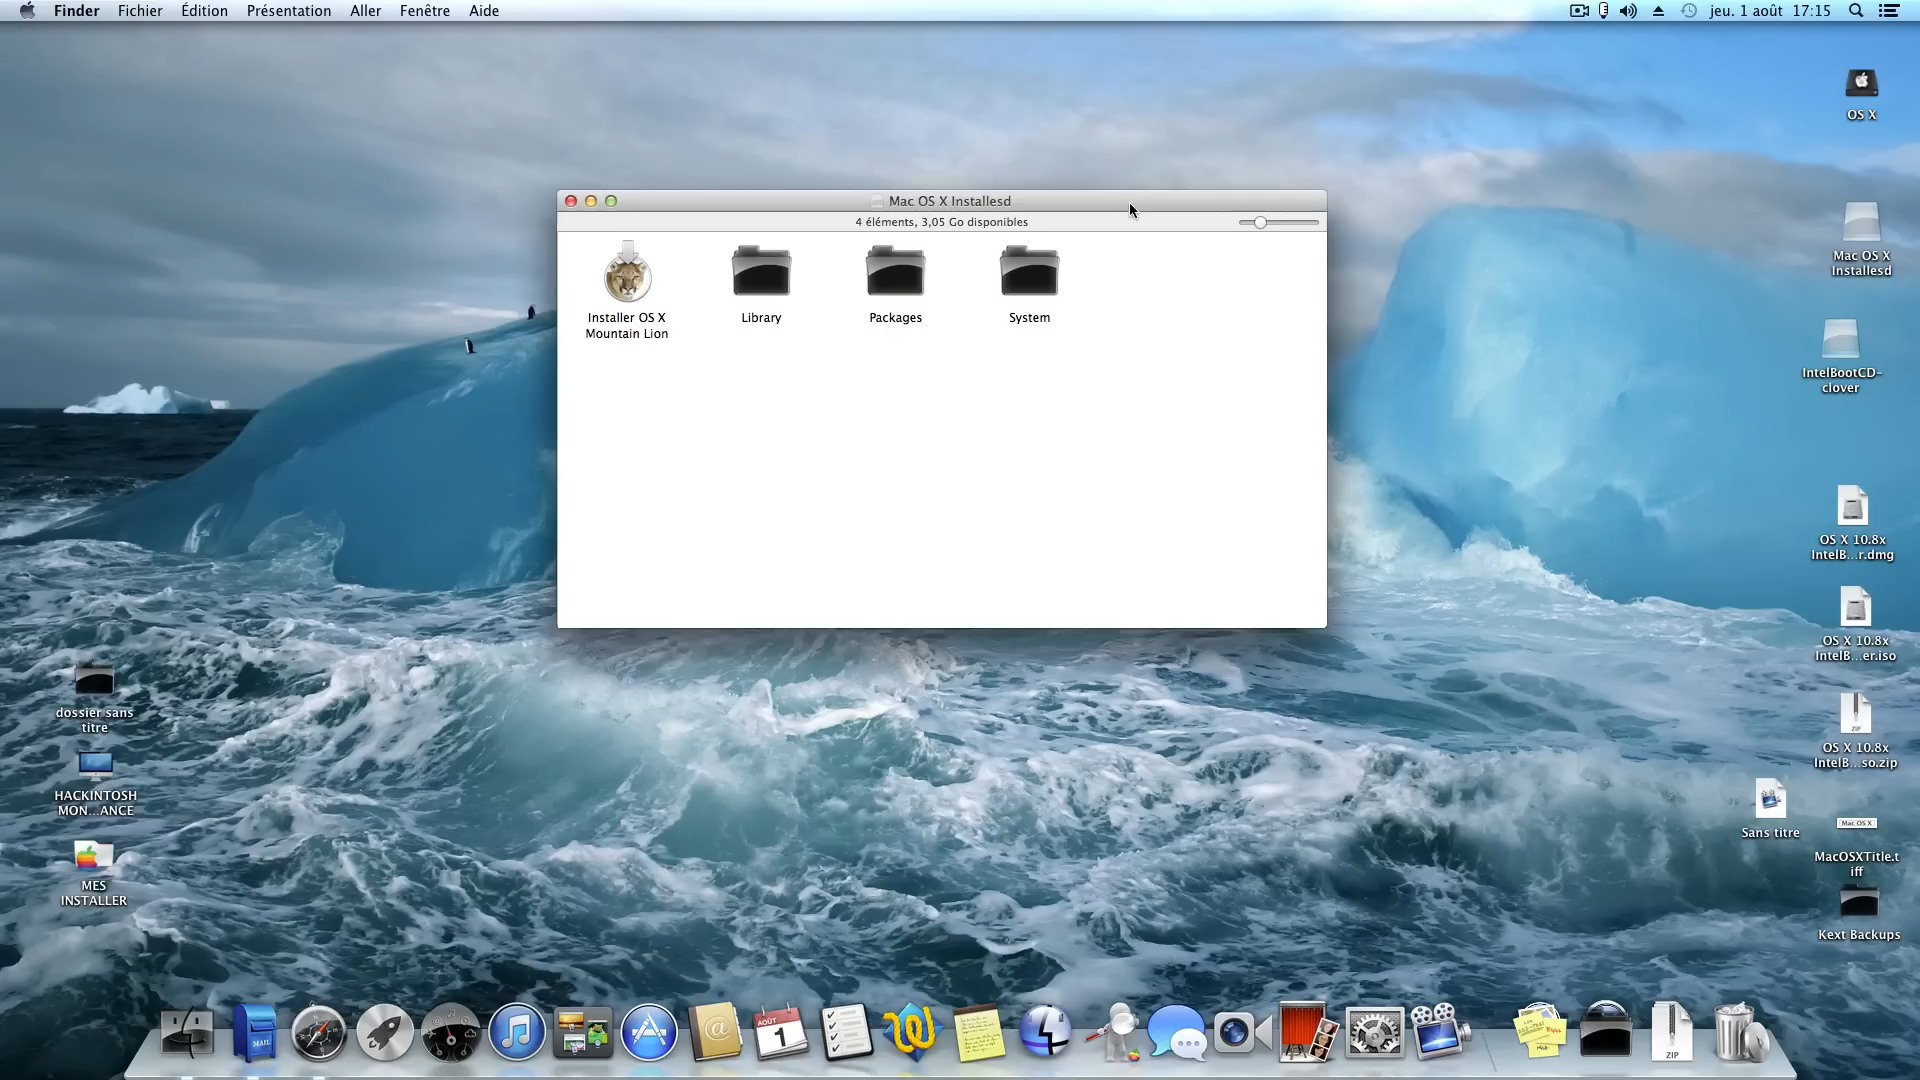 Finder Fichier Édition Présentation Aller Fenêtre Aide jeu. 1 août 17:15
OS X
Mac OS X Installesd
4 éléments, 3,05 Go disponibles
Installer OS X
Mountain Lion
Library
Packages
System
Mac OS X
Installesd
IntelBootCD-
clover
OS X 10.8x
IntelB...r.dmg
OS X 10.8x
IntelB...er.iso
ZIP
OS X 10.8x
IntelB...so.zip
Sans titre
Mac OS X
MacOSXTitle.t
iff
Kext Backups
dossier sans
titre
HACKINTOSH
MON...ANCE
MES
INSTALLER
MAIL
@
AOÛT
1
ZIP